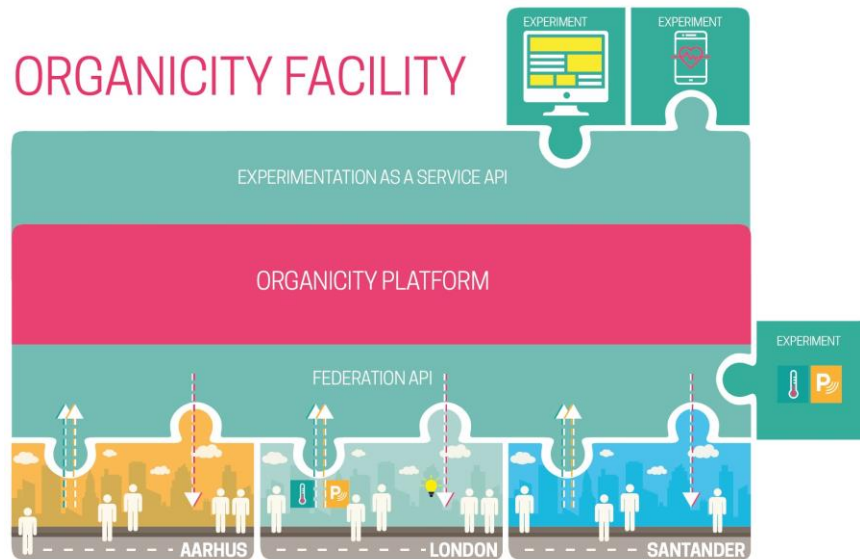 ORGANICITY FACILITY
EXPERIMENT
EXPERIMENT
EXPERIMENTATION AS A SERVICE API
ORGANICITY PLATFORM
EXPERIMENT
P
FEDERATION API
P
AARHUS
LONDON
SANTANDER